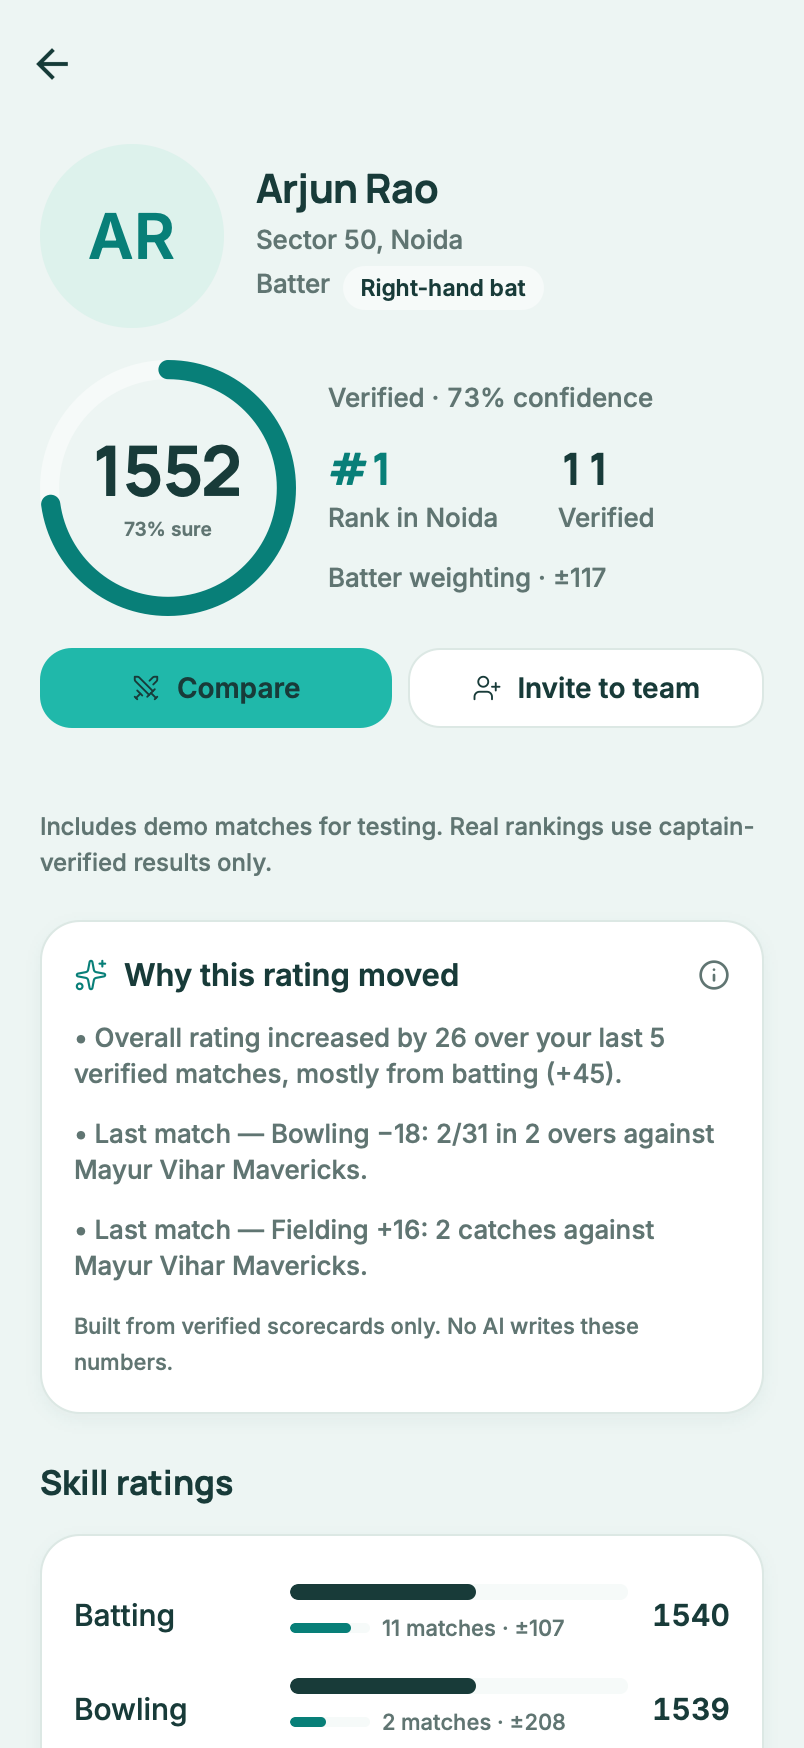 AR
Arjun Rao
Sector 50, Noida
Batter Right-hand bat
1552
73% sure
Verified · 73% confidence
#1 11
Rank in Noida Verified
Batter weighting · ±117
Compare Invite to team
Includes demo matches for testing. Real rankings use captain-
verified results only.
Why this rating moved
• Overall rating increased by 26 over your last 5
verified matches, mostly from batting (+45).
• Last match — Bowling −18: 2/31 in 2 overs against
Mayur Vihar Mavericks.
• Last match — Fielding +16: 2 catches against
Mayur Vihar Mavericks.
Built from verified scorecards only. No AI writes these
numbers.
Skill ratings
Batting 11 matches · ±107 1540
Bowling 2 matches · ±208 1539